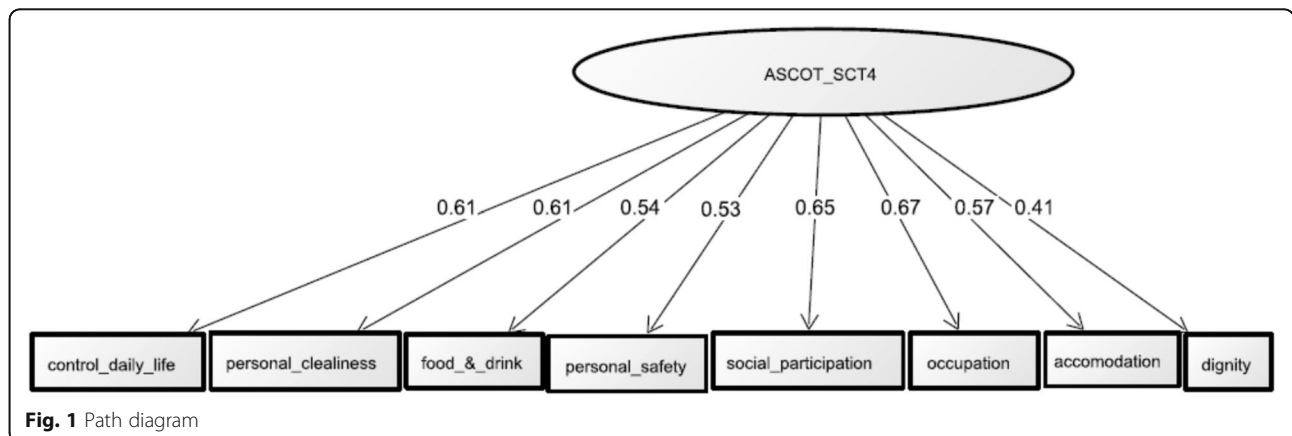 ASCOT_SCT4
0.61 0.61 0.54 0.53 0.65 0.67 0.57 0.41
control_daily_life personal_clealiness food_&_drink personal_safety social_participation occupation accomodation dignity
Fig. 1 Path diagram